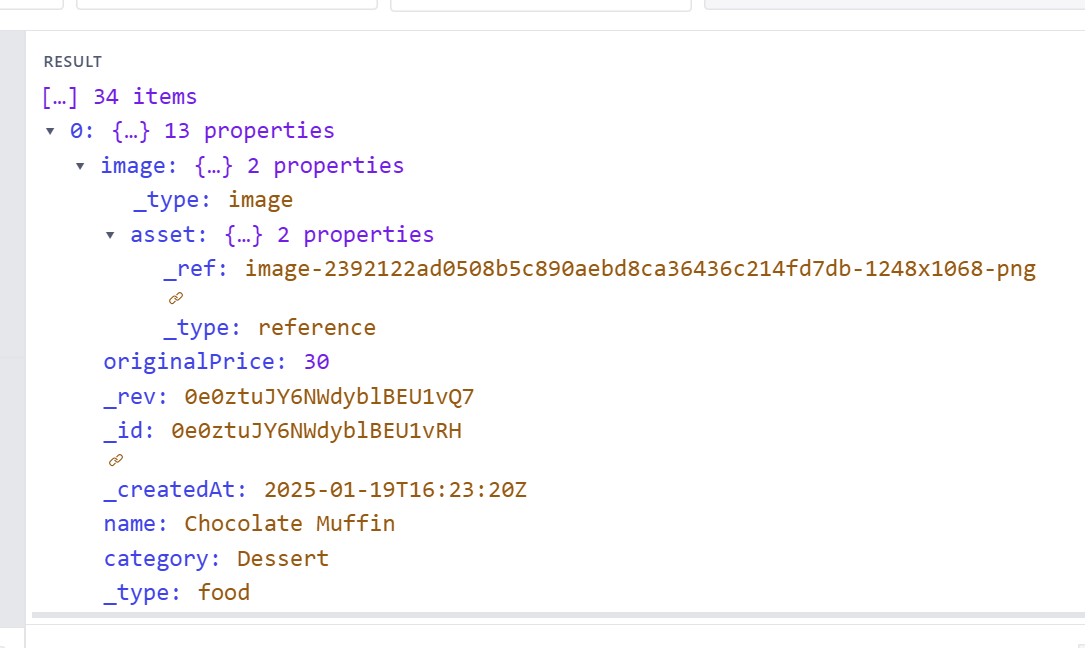 RESULT
[…] 34 items
0: {…} 13 properties
image: {…} 2 properties
_type: image
asset: {…} 2 properties
_ref: image-2392122ad0508b5c890aebd8ca36436c214fd7db-1248x1068-png
_type: reference
originalPrice: 30
_rev: 0e0ztuJY6NWdyblBEU1vQ7
_id: 0e0ztuJY6NWdyblBEU1vRH
_createdAt: 2025-01-19T16:23:20Z
name: Chocolate Muffin
category: Dessert
_type: food